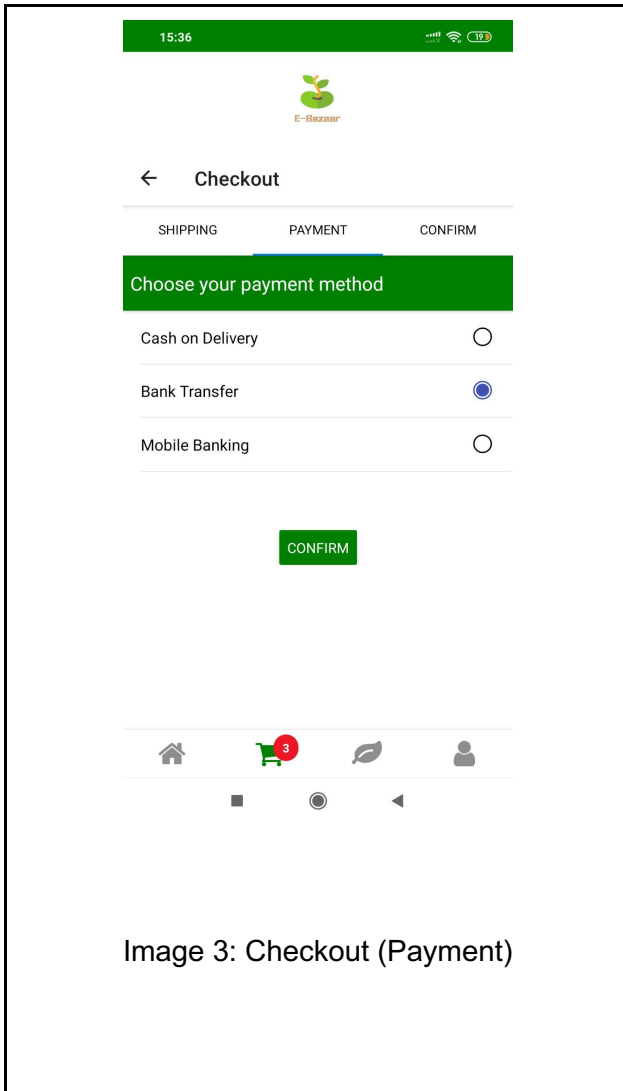 15:36
19
E-Bazaar
Checkout
SHIPPING PAYMENT CONFIRM
Choose your payment method
Cash on Delivery
Bank Transfer
Mobile Banking
CONFIRM
3
Image 3: Checkout (Payment)